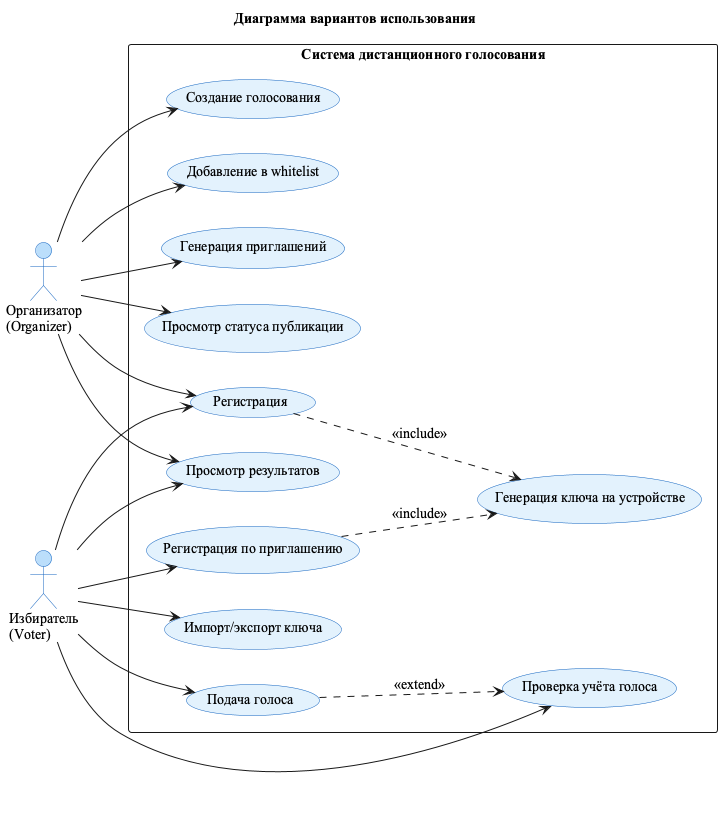 Диаграмма вариантов использования
Система дистанционного голосования
Создание голосования
Добавление в whitelist
Генерация приглашений
Организатор
(Organizer)
Просмотр статуса публикации
Регистрация
«include»
Просмотр результатов
Генерация ключа на устройстве
«include»
Регистрация по приглашению
Избиратель
(Voter)
Импорт/экспорт ключа
«extend»
Проверка учёта голоса
Подача голоса